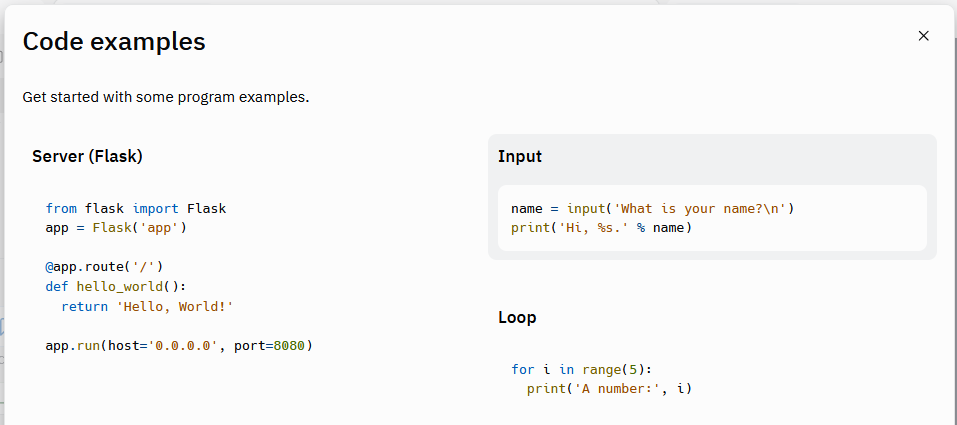 Code examples
Get started with some program examples.
Server (Flask)
from flask import Flask
app = Flask('app')
@app.route('/')
def hello_world():
  return 'Hello, World!'
app.run(host='0.0.0.0', port=8080)
Input
name = input('What is your name?\n')
print('Hi, %s.' % name)
Loop
for i in range(5):
  print('A number:', i)